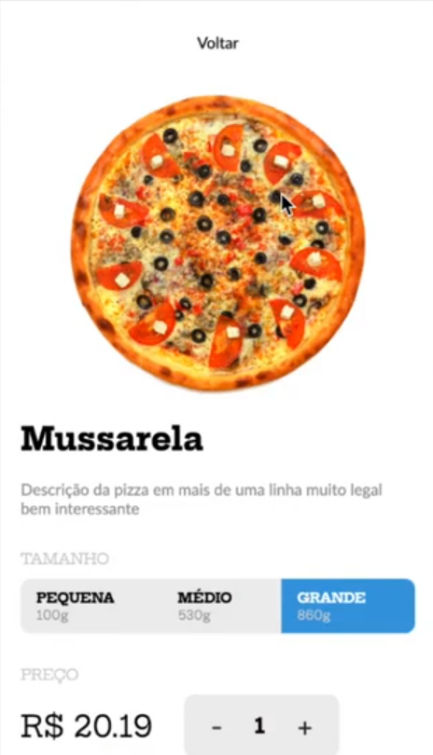 Voltar
Mussarela
Descrição da pizza em mais de uma linha muito legal
bem interessante
TAMANHO
PEQUENA MÉDIO GRANDE
100g 530g 860g
PREÇO
R$ 20.19 - 1 +